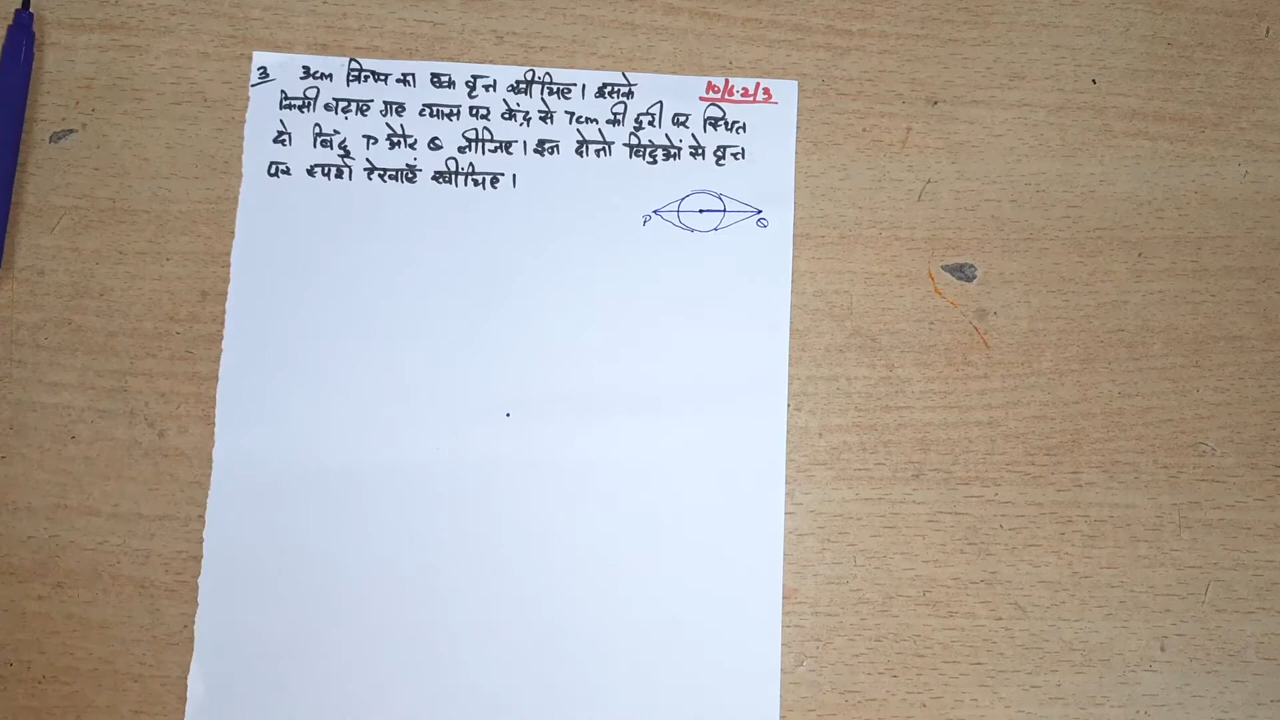 3 3cm त्रिज्या का एक वृत्त खींचिए। इसके
10/6.2/3
किसी बढ़ाए गए व्यास पर केंद्र से 7cm की दूरी पर स्थित
दो बिंदु P और Q लीजिए। इन दोनो बिंदुओं से वृत्त
पर स्पर्श रेखाएँ खींचिए।
P Q